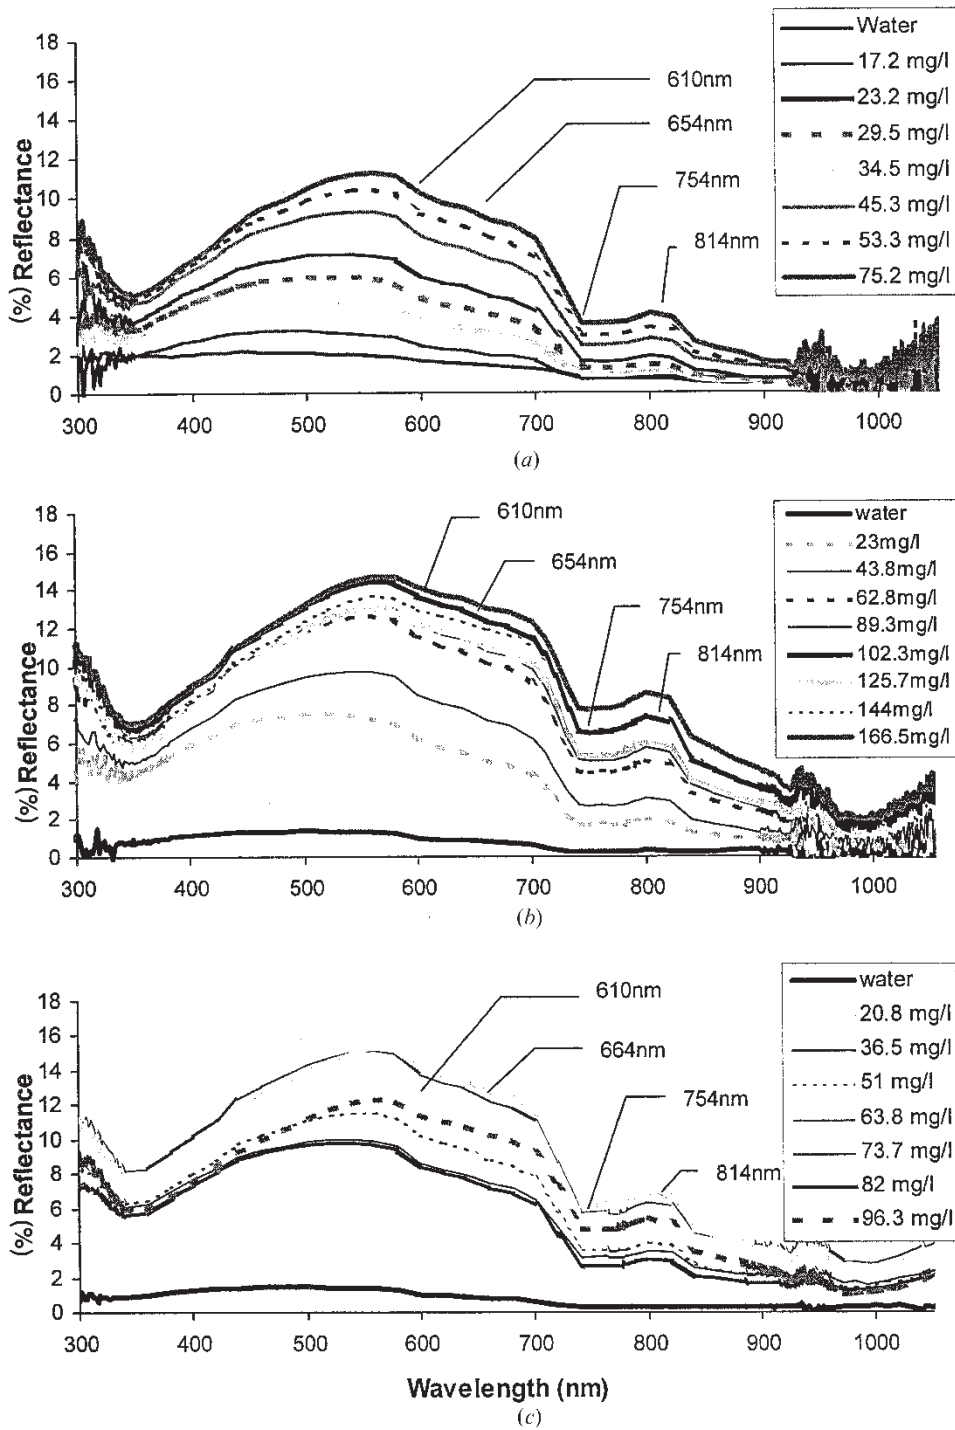 18
16
14
12
10
8
6
4
2
0
(%) Reflectance
610nm
654nm
754nm
814nm
Water
17.2 mg/l
23.2 mg/l
29.5 mg/l
34.5 mg/l
45.3 mg/l
53.3 mg/l
75.2 mg/l
300 400 500 600 700 800 900 1000
(a)
18
16
14
12
10
8
6
4
2
0
(%) Reflectance
610nm
654nm
754nm
814nm
water
23mg/l
43.8mg/l
62.8mg/l
89.3mg/l
102.3mg/l
125.7mg/l
144mg/l
166.5mg/l
300 400 500 600 700 800 900 1000
(b)
18
16
14
12
10
8
6
4
2
0
(%) Reflectance
610nm
664nm
754nm
814nm
water
20.8 mg/l
36.5 mg/l
51 mg/l
63.8 mg/l
73.7 mg/l
82 mg/l
96.3 mg/l
300 400 500 600 700 800 900 1000
Wavelength (nm)
(c)